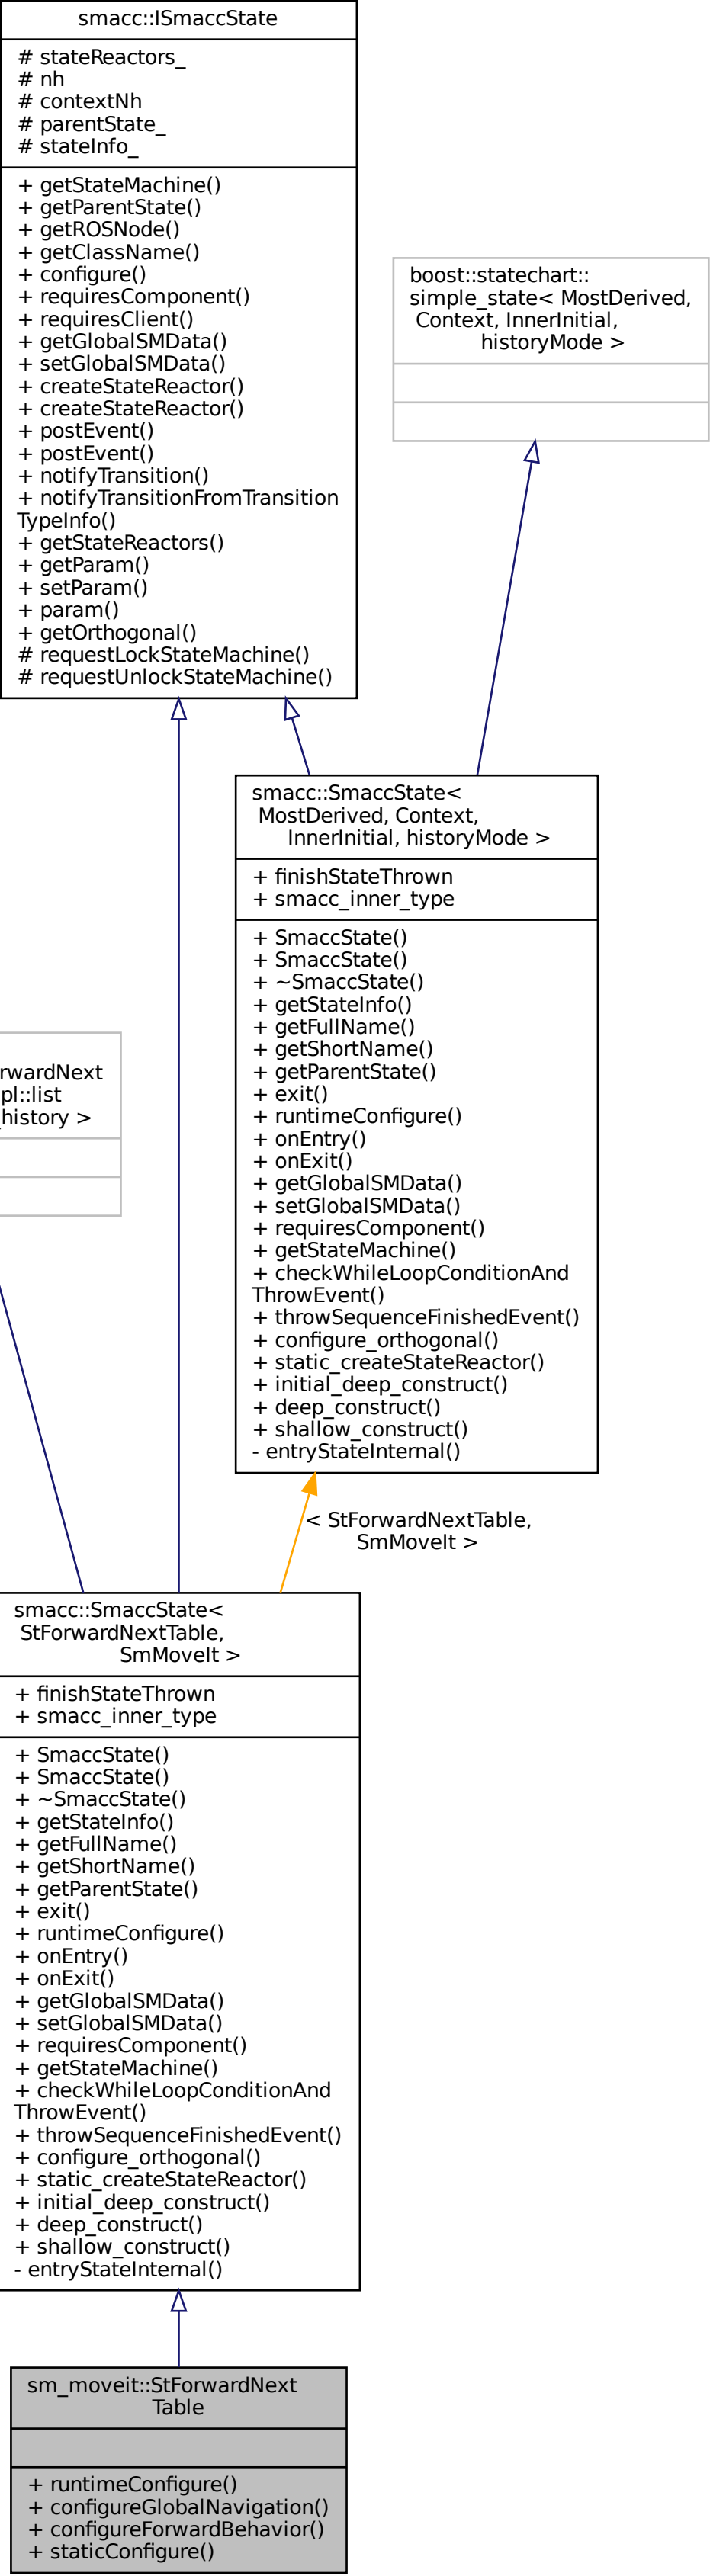 smacc::ISmaccState
# stateReactors_
# nh
# contextNh
# parentState_
# stateInfo_
+ getStateMachine()
+ getParentState()
+ getROSNode()
+ getClassName()
+ configure()
+ requiresComponent()
+ requiresClient()
+ getGlobalSMData()
+ setGlobalSMData()
+ createStateReactor()
+ createStateReactor()
+ postEvent()
+ postEvent()
+ notifyTransition()
+ notifyTransitionFromTransition
TypeInfo()
+ getStateReactors()
+ getParam()
+ setParam()
+ param()
+ getOrthogonal()
# requestLockStateMachine()
# requestUnlockStateMachine()
boost::statechart::
simple_state< MostDerived,
Context, InnerInitial,
historyMode >
smacc::SmaccState<
MostDerived, Context,
InnerInitial, historyMode >
+ finishStateThrown
+ smacc_inner_type
+ SmaccState()
+ SmaccState()
+ ~SmaccState()
+ getStateInfo()
+ getFullName()
+ getShortName()
+ getParentState()
+ exit()
+ runtimeConfigure()
+ onEntry()
+ onExit()
+ getGlobalSMData()
+ setGlobalSMData()
+ requiresComponent()
+ getStateMachine()
+ checkWhileLoopConditionAnd
ThrowEvent()
+ throwSequenceFinishedEvent()
+ configure_orthogonal()
+ static_createStateReactor()
+ initial_deep_construct()
+ deep_construct()
+ shallow_construct()
- entryStateInternal()
rwardNext
pl::list
_history >
< StForwardNextTable,
SmMoveIt >
smacc::SmaccState<
StForwardNextTable,
SmMoveIt >
+ finishStateThrown
+ smacc_inner_type
+ SmaccState()
+ SmaccState()
+ ~SmaccState()
+ getStateInfo()
+ getFullName()
+ getShortName()
+ getParentState()
+ exit()
+ runtimeConfigure()
+ onEntry()
+ onExit()
+ getGlobalSMData()
+ setGlobalSMData()
+ requiresComponent()
+ getStateMachine()
+ checkWhileLoopConditionAnd
ThrowEvent()
+ throwSequenceFinishedEvent()
+ configure_orthogonal()
+ static_createStateReactor()
+ initial_deep_construct()
+ deep_construct()
+ shallow_construct()
- entryStateInternal()
sm_moveit::StForwardNext
Table
+ runtimeConfigure()
+ configureGlobalNavigation()
+ configureForwardBehavior()
+ staticConfigure()